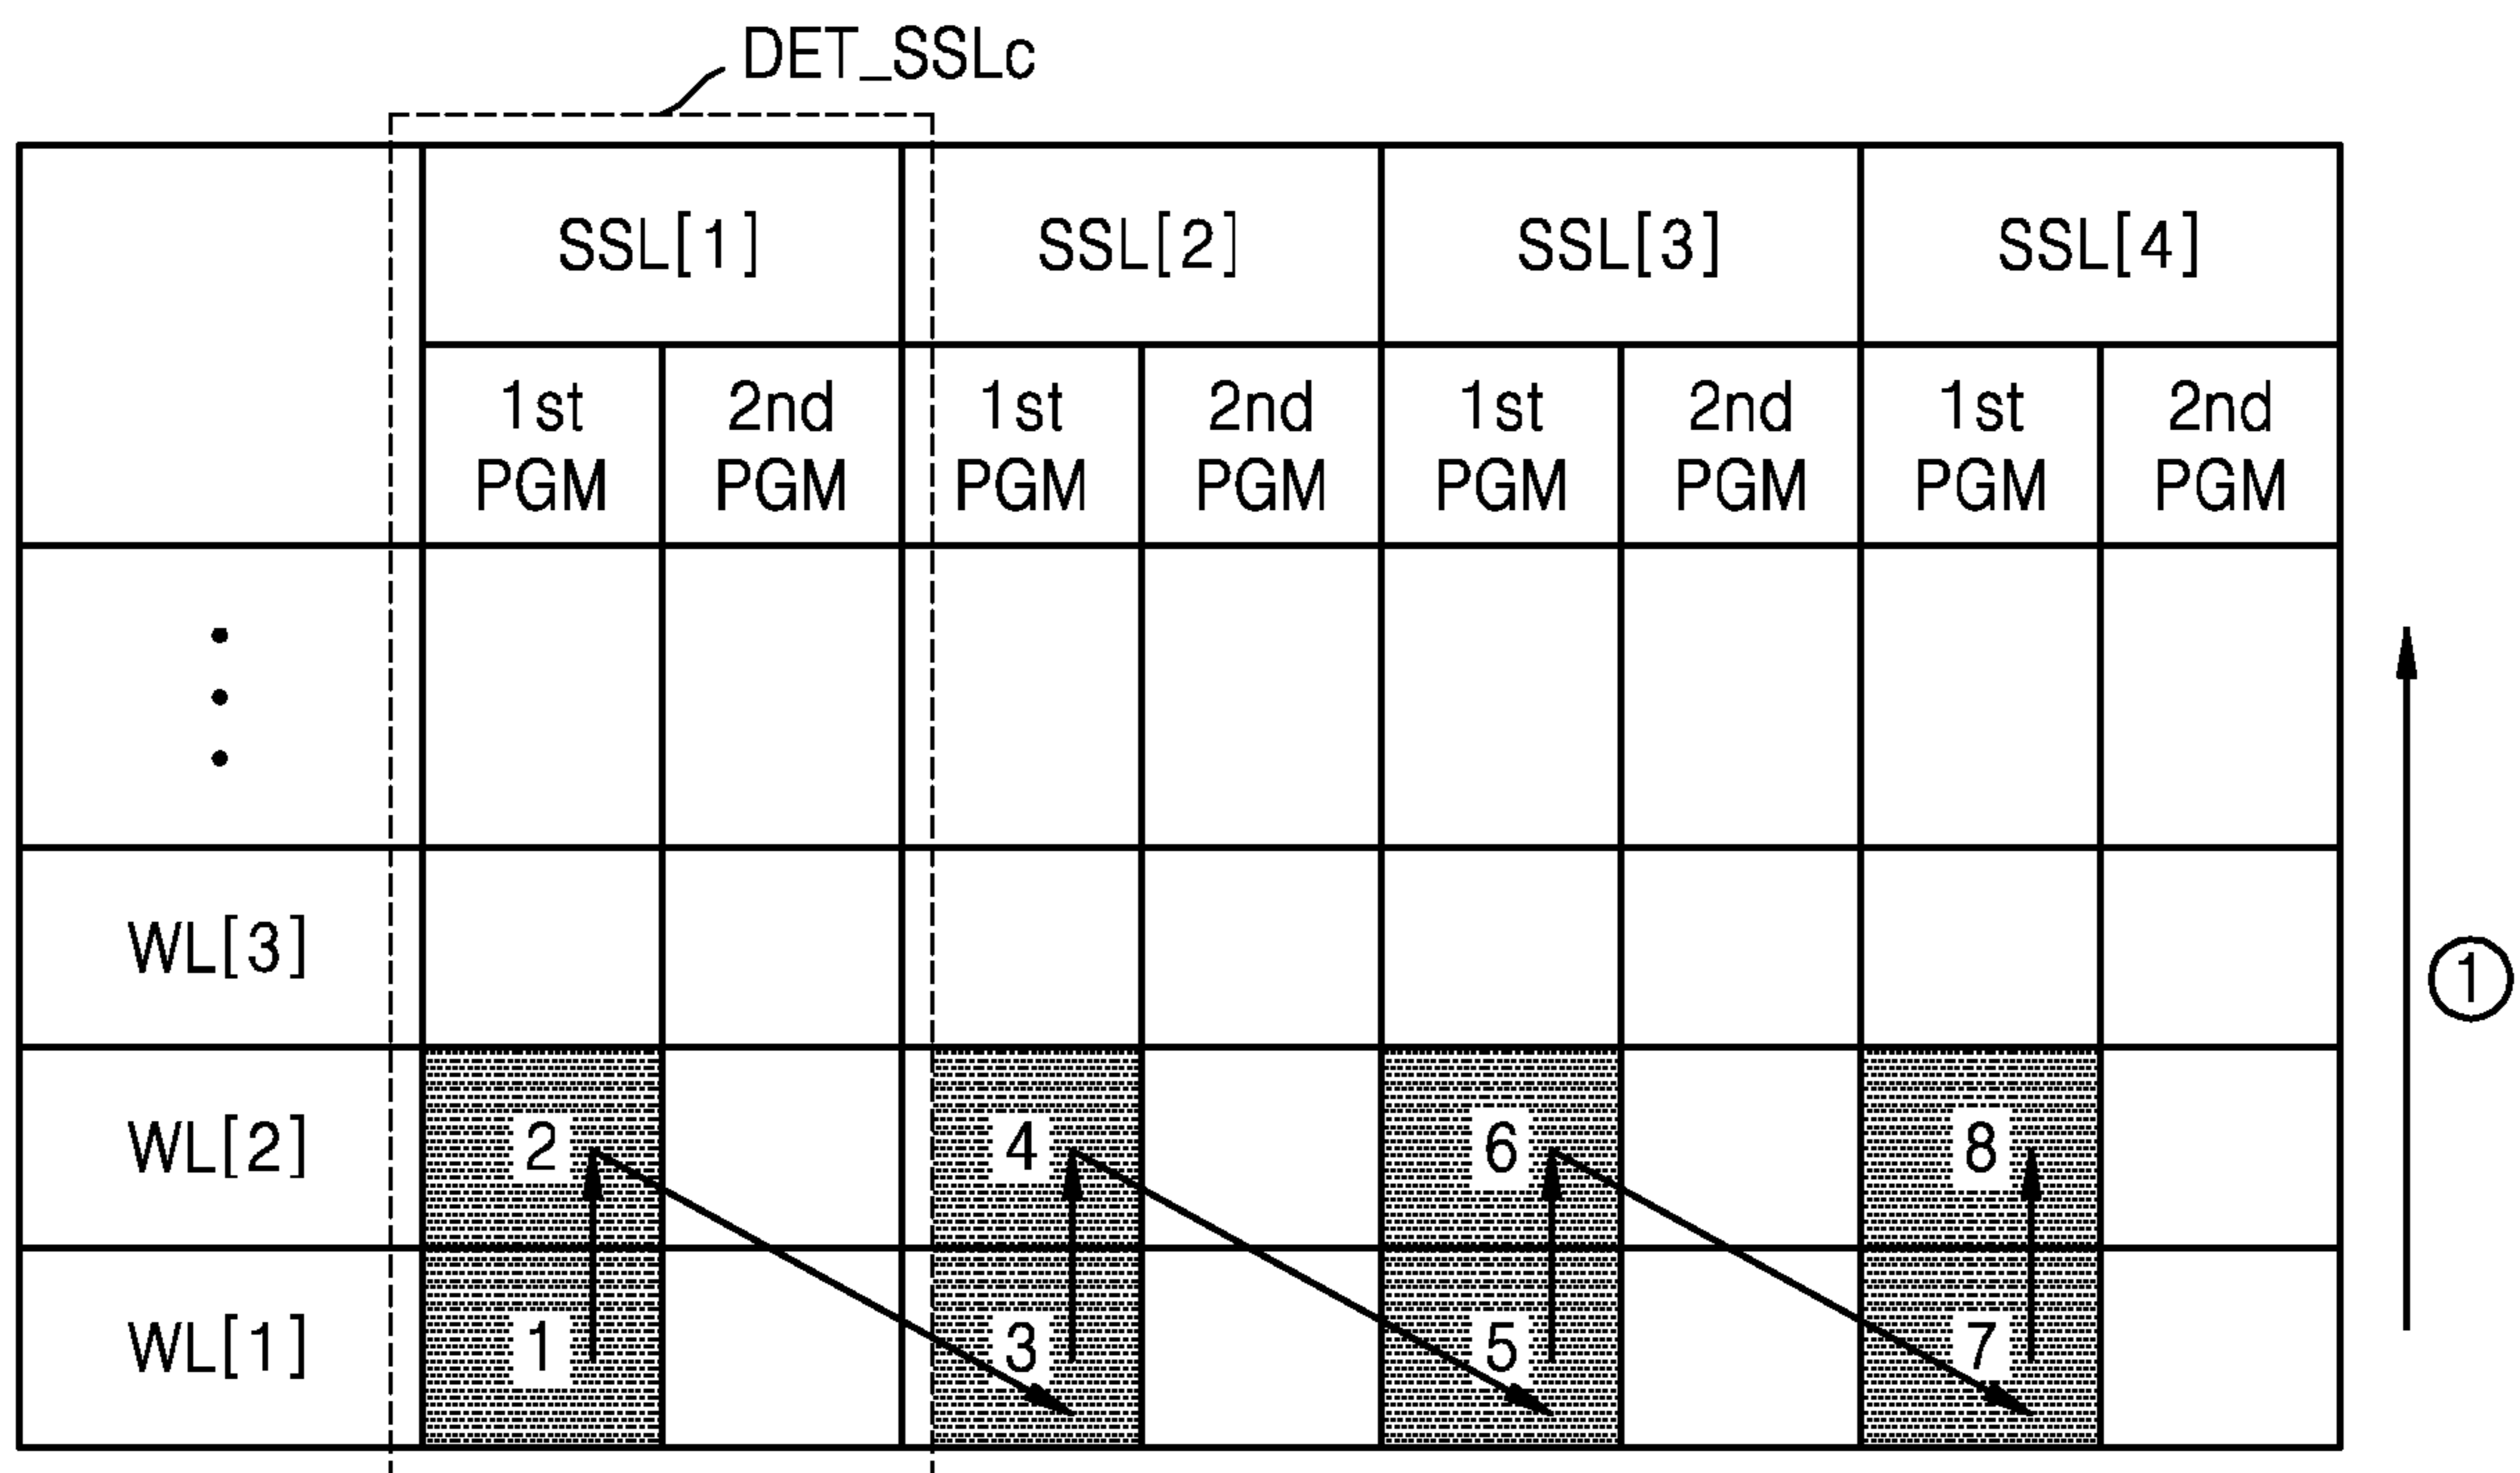 DET_SSLc
SSL[1] SSL[2] SSL[3] SSL[4]
1st PGM 2nd PGM 1st PGM 2nd PGM 1st PGM 2nd PGM 1st PGM 2nd PGM
WL[3]
①
WL[2] 2 4 6 8
WL[1] 1 3 5 7